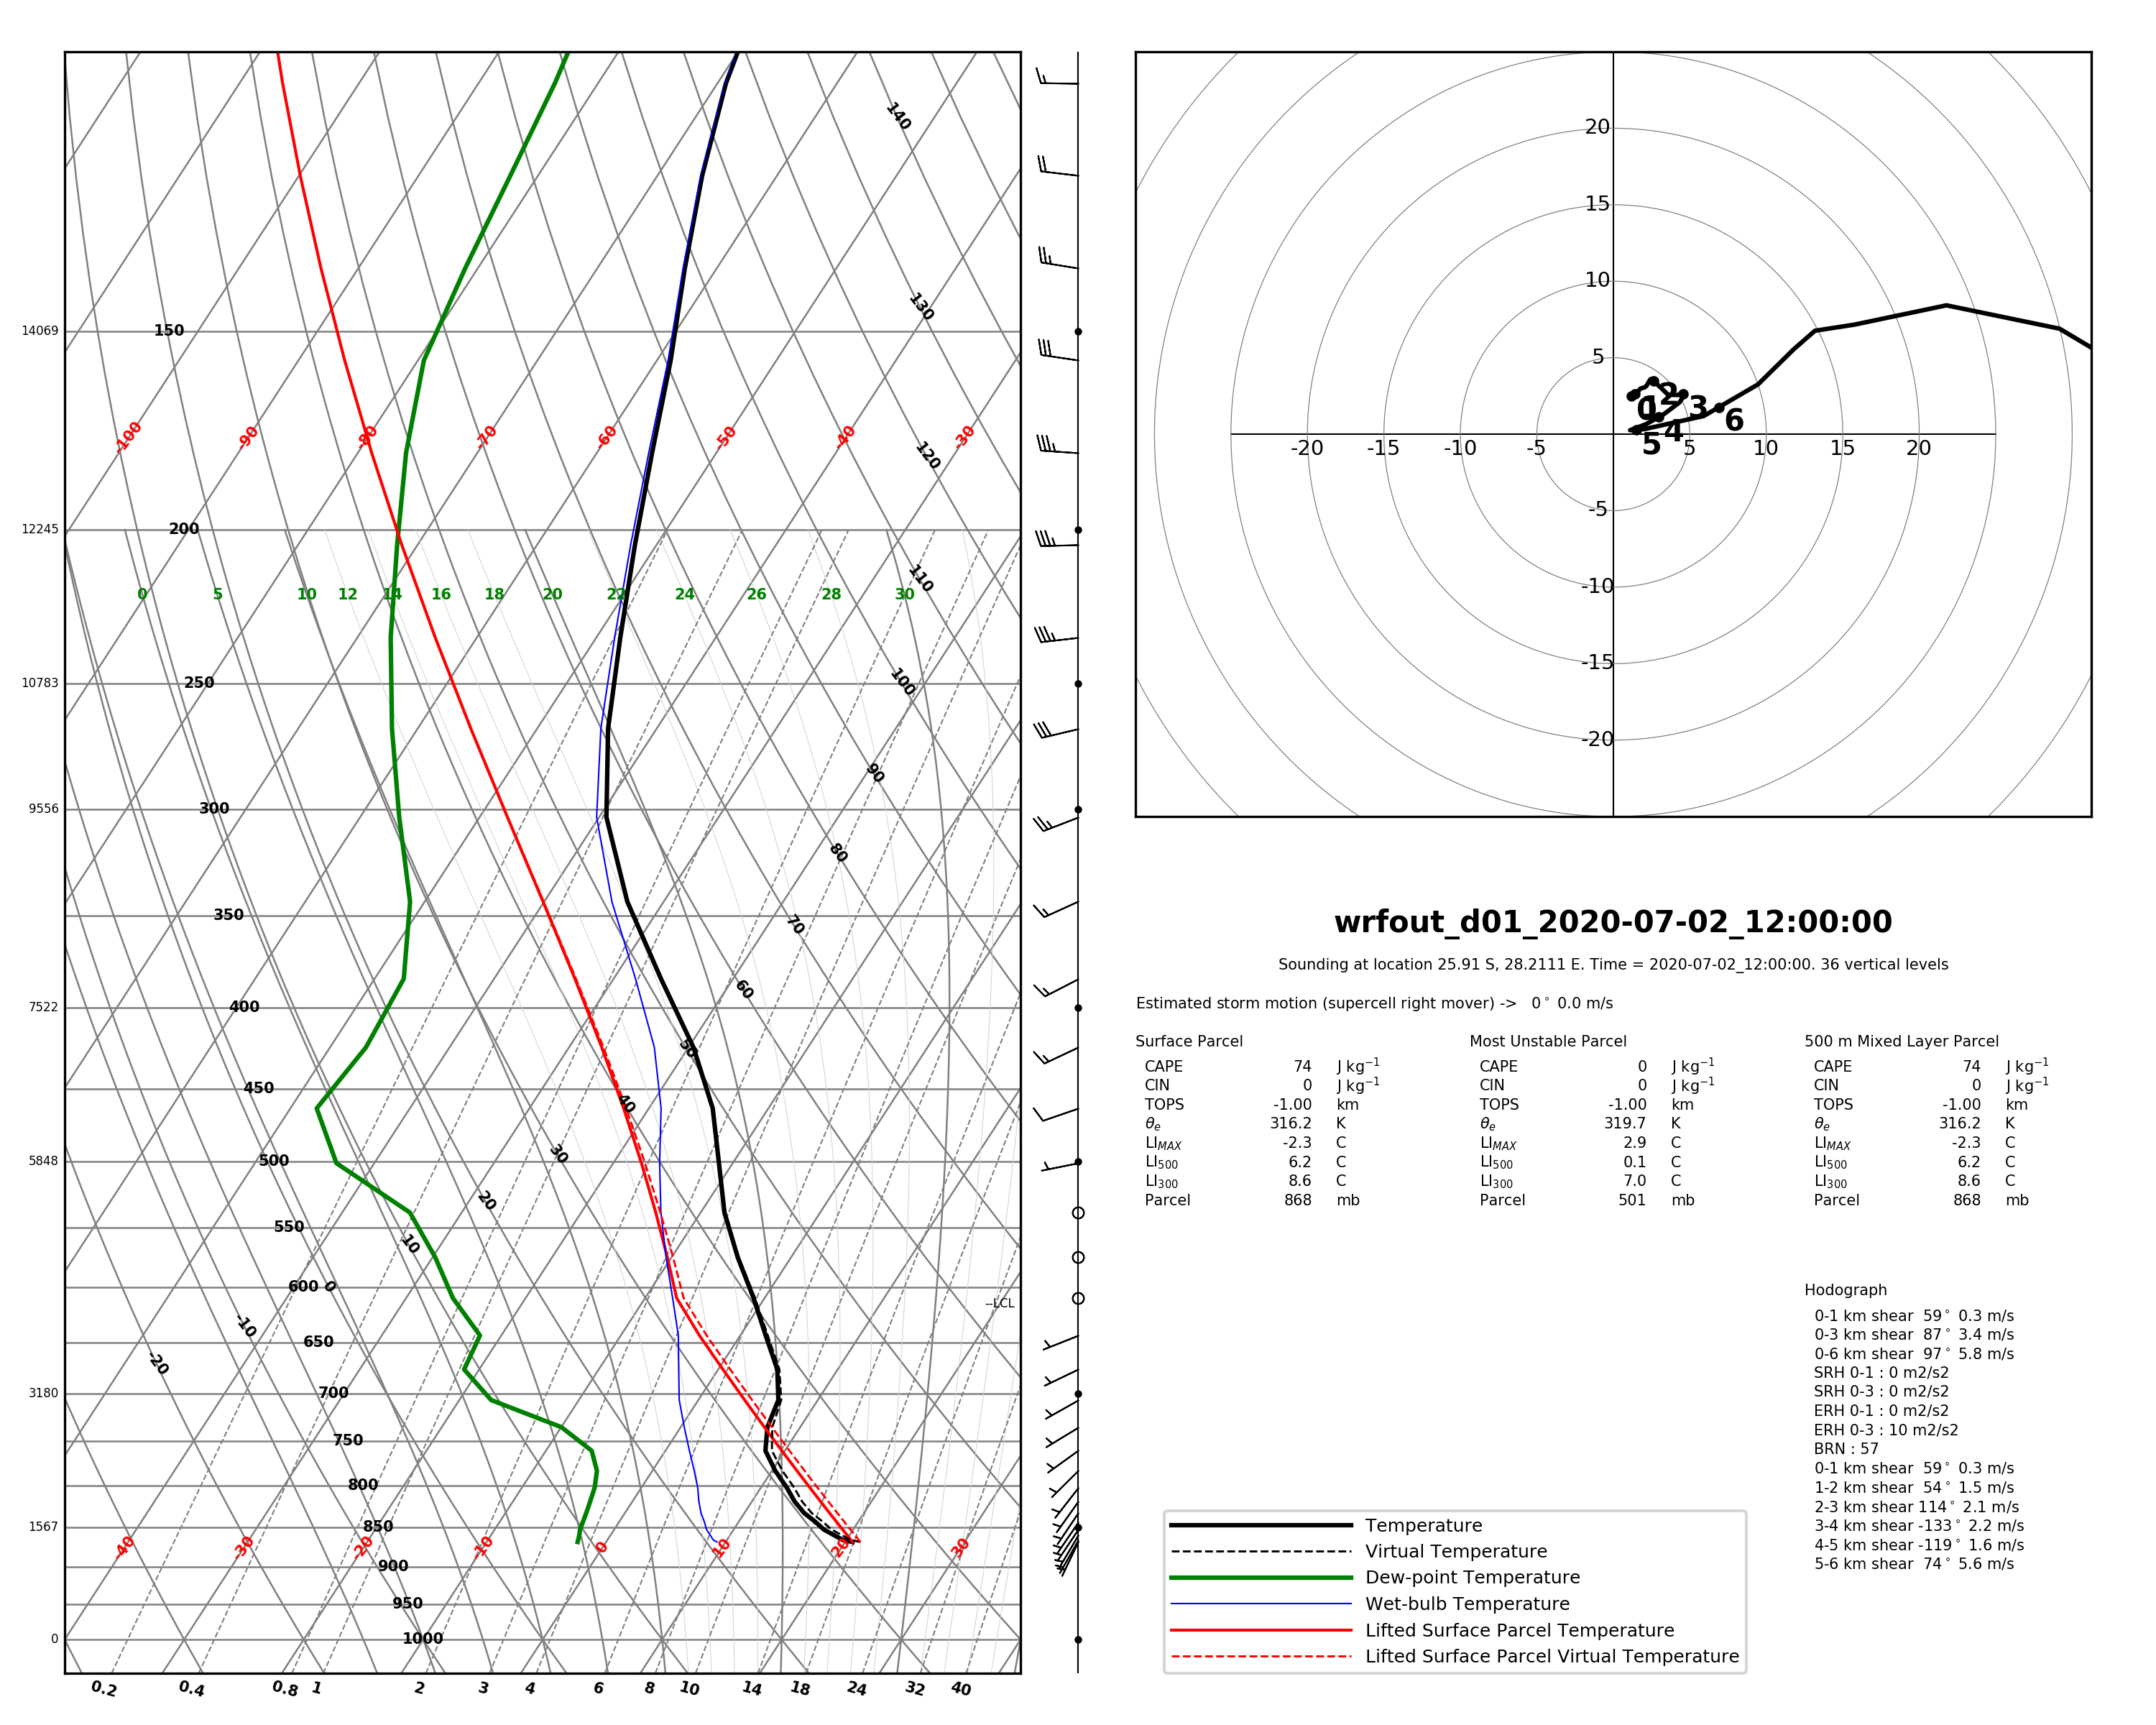 140
130
120
110
100
90
80
70
60
50
40
30
20
10
0
-10
-20
14069 150
-100 -90 -80 -70 -60 -50 -40 -30
12245 200
0 5 10 12 14 16 18 20 22 24 26 28 30
10783 250
9556 300
350
7522 400
450
5848 500
550
600
--LCL
650
3180 700
750
800
1567 850
-40 -30 -20 -10 0 10 20 30
900
950
0 1000
0.2 0.4 0.8 1 2 3 4 6 8 10 14 18 24 32 40
20
15
10
5
0 1 2 3 4 5 6
-20 -15 -10 -5 5 10 15 20
-5
-10
-15
-20
wrfout_d01_2020-07-02_12:00:00
Sounding at location 25.91 S, 28.2111 E. Time = 2020-07-02_12:00:00. 36 vertical levels
Estimated storm motion (supercell right mover) -> 0° 0.0 m/s
Surface Parcel
CAPE 74 J kg⁻¹
CIN 0 J kg⁻¹
TOPS -1.00 km
θe 316.2 K
LIMAX -2.3 C
LI500 6.2 C
LI300 8.6 C
Parcel 868 mb
Most Unstable Parcel
CAPE 0 J kg⁻¹
CIN 0 J kg⁻¹
TOPS -1.00 km
θe 319.7 K
LIMAX 2.9 C
LI500 0.1 C
LI300 7.0 C
Parcel 501 mb
500 m Mixed Layer Parcel
CAPE 74 J kg⁻¹
CIN 0 J kg⁻¹
TOPS -1.00 km
θe 316.2 K
LIMAX -2.3 C
LI500 6.2 C
LI300 8.6 C
Parcel 868 mb
Hodograph
0-1 km shear 59° 0.3 m/s
0-3 km shear 87° 3.4 m/s
0-6 km shear 97° 5.8 m/s
SRH 0-1 : 0 m2/s2
SRH 0-3 : 0 m2/s2
ERH 0-1 : 0 m2/s2
ERH 0-3 : 10 m2/s2
BRN : 57
0-1 km shear 59° 0.3 m/s
1-2 km shear 54° 1.5 m/s
2-3 km shear 114° 2.1 m/s
3-4 km shear -133° 2.2 m/s
4-5 km shear -119° 1.6 m/s
5-6 km shear 74° 5.6 m/s
Temperature
Virtual Temperature
Dew-point Temperature
Wet-bulb Temperature
Lifted Surface Parcel Temperature
Lifted Surface Parcel Virtual Temperature